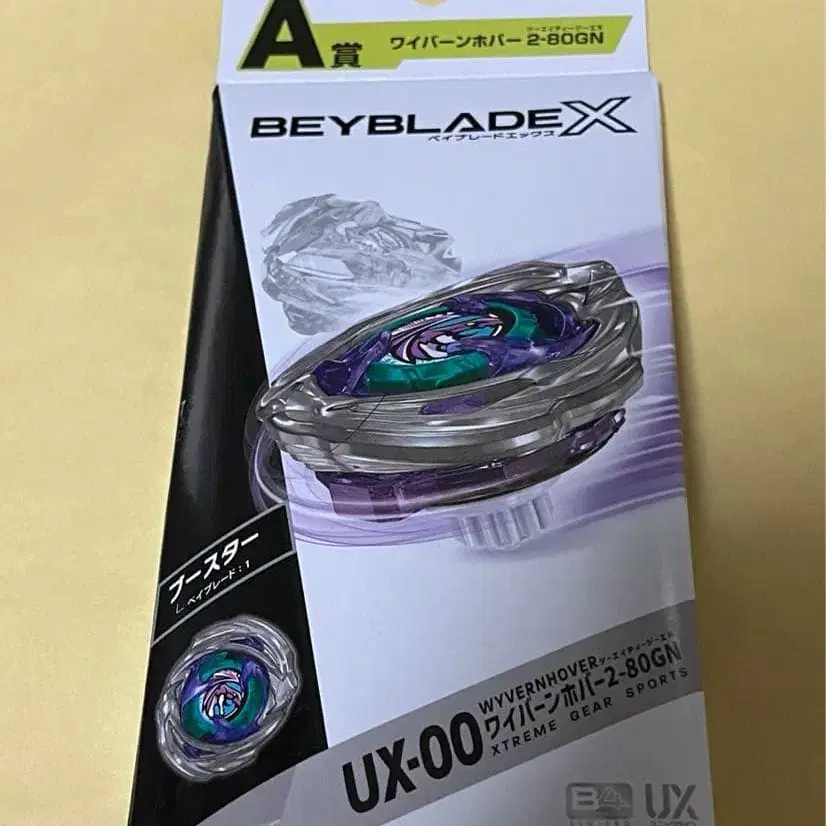 A賞
ワイバーンホバー 2-80GN
BEYBLADE X
ベイブレードエックス
ブースター
ベイブレード:1
UX-00
WYVERNHOVER
ワイバーンホバー2-80GN
XTREME GEAR SPORTS
UX